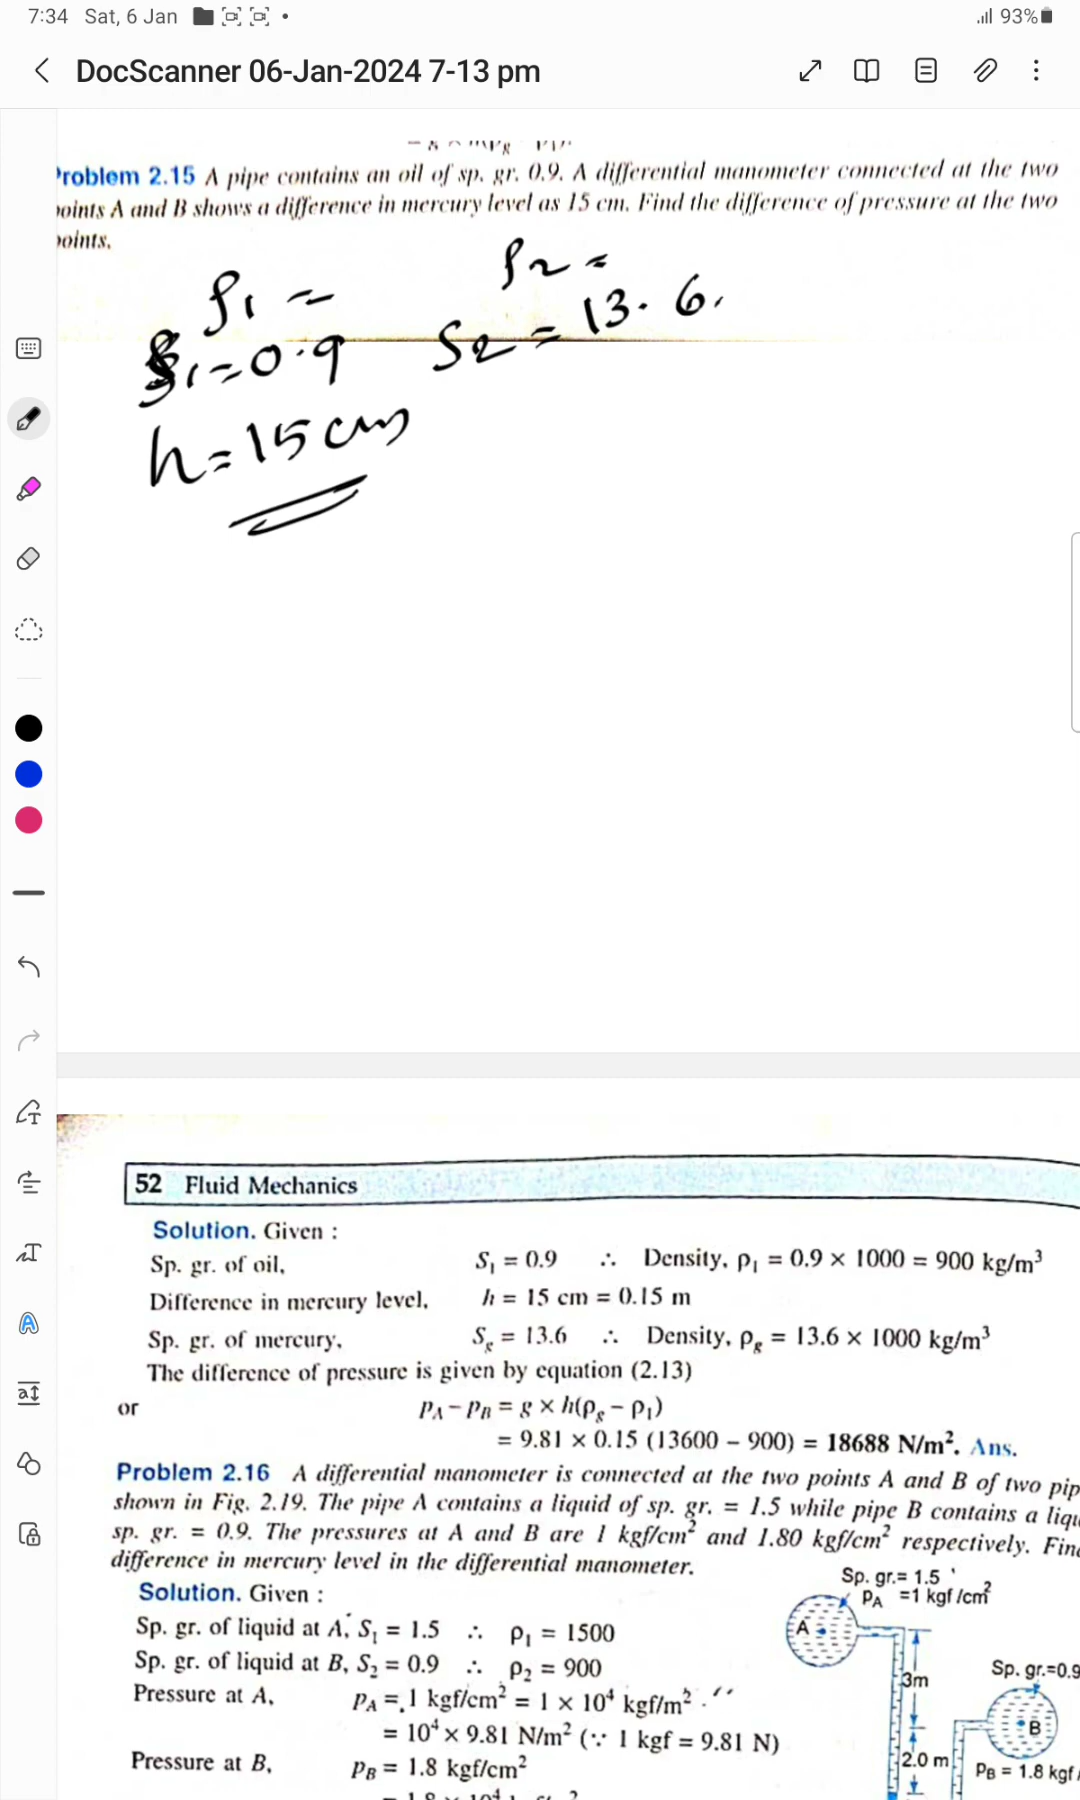 7:34 Sat, 6 Jan
93%
DocScanner 06-Jan-2024 7-13 pm
Problem 2.15 A pipe contains an oil of sp. gr. 0.9. A differential manometer connected at the two
points A and B shows a difference in mercury level as 15 cm. Find the difference of pressure at the two
points.
ρ₂ =
ρ₁ =
S₁=0.9 S₂ = 13.6.
h=15 cm
52 Fluid Mechanics
Solution. Given :
Sp. gr. of oil, S₁ = 0.9 ∴ Density, ρ₁ = 0.9 × 1000 = 900 kg/m³
Difference in mercury level, h = 15 cm = 0.15 m
Sp. gr. of mercury, Sg = 13.6 ∴ Density, ρg = 13.6 × 1000 kg/m³
The difference of pressure is given by equation (2.13)
or pA – pB = g × h(ρg – ρ₁)
= 9.81 × 0.15 (13600 – 900) = 18688 N/m². Ans.
Problem 2.16 A differential manometer is connected at the two points A and B of two pip
shown in Fig. 2.19. The pipe A contains a liquid of sp. gr. = 1.5 while pipe B contains a liqu
sp. gr. = 0.9. The pressures at A and B are 1 kgf/cm² and 1.80 kgf/cm² respectively. Fin
difference in mercury level in the differential manometer.
Solution. Given :
Sp. gr. of liquid at A, S₁ = 1.5 ∴ ρ₁ = 1500
Sp. gr. of liquid at B, S₂ = 0.9 ∴ ρ₂ = 900
Pressure at A, pA = 1 kgf/cm² = 1 × 10⁴ kgf/m²
= 10⁴ × 9.81 N/m² (∵ 1 kgf = 9.81 N)
Pressure at B, pB = 1.8 kgf/cm²
Sp. gr.= 1.5
PA =1 kgf/cm²
A
3m
Sp. gr.=0.9
B
2.0 m
PB = 1.8 kgf/